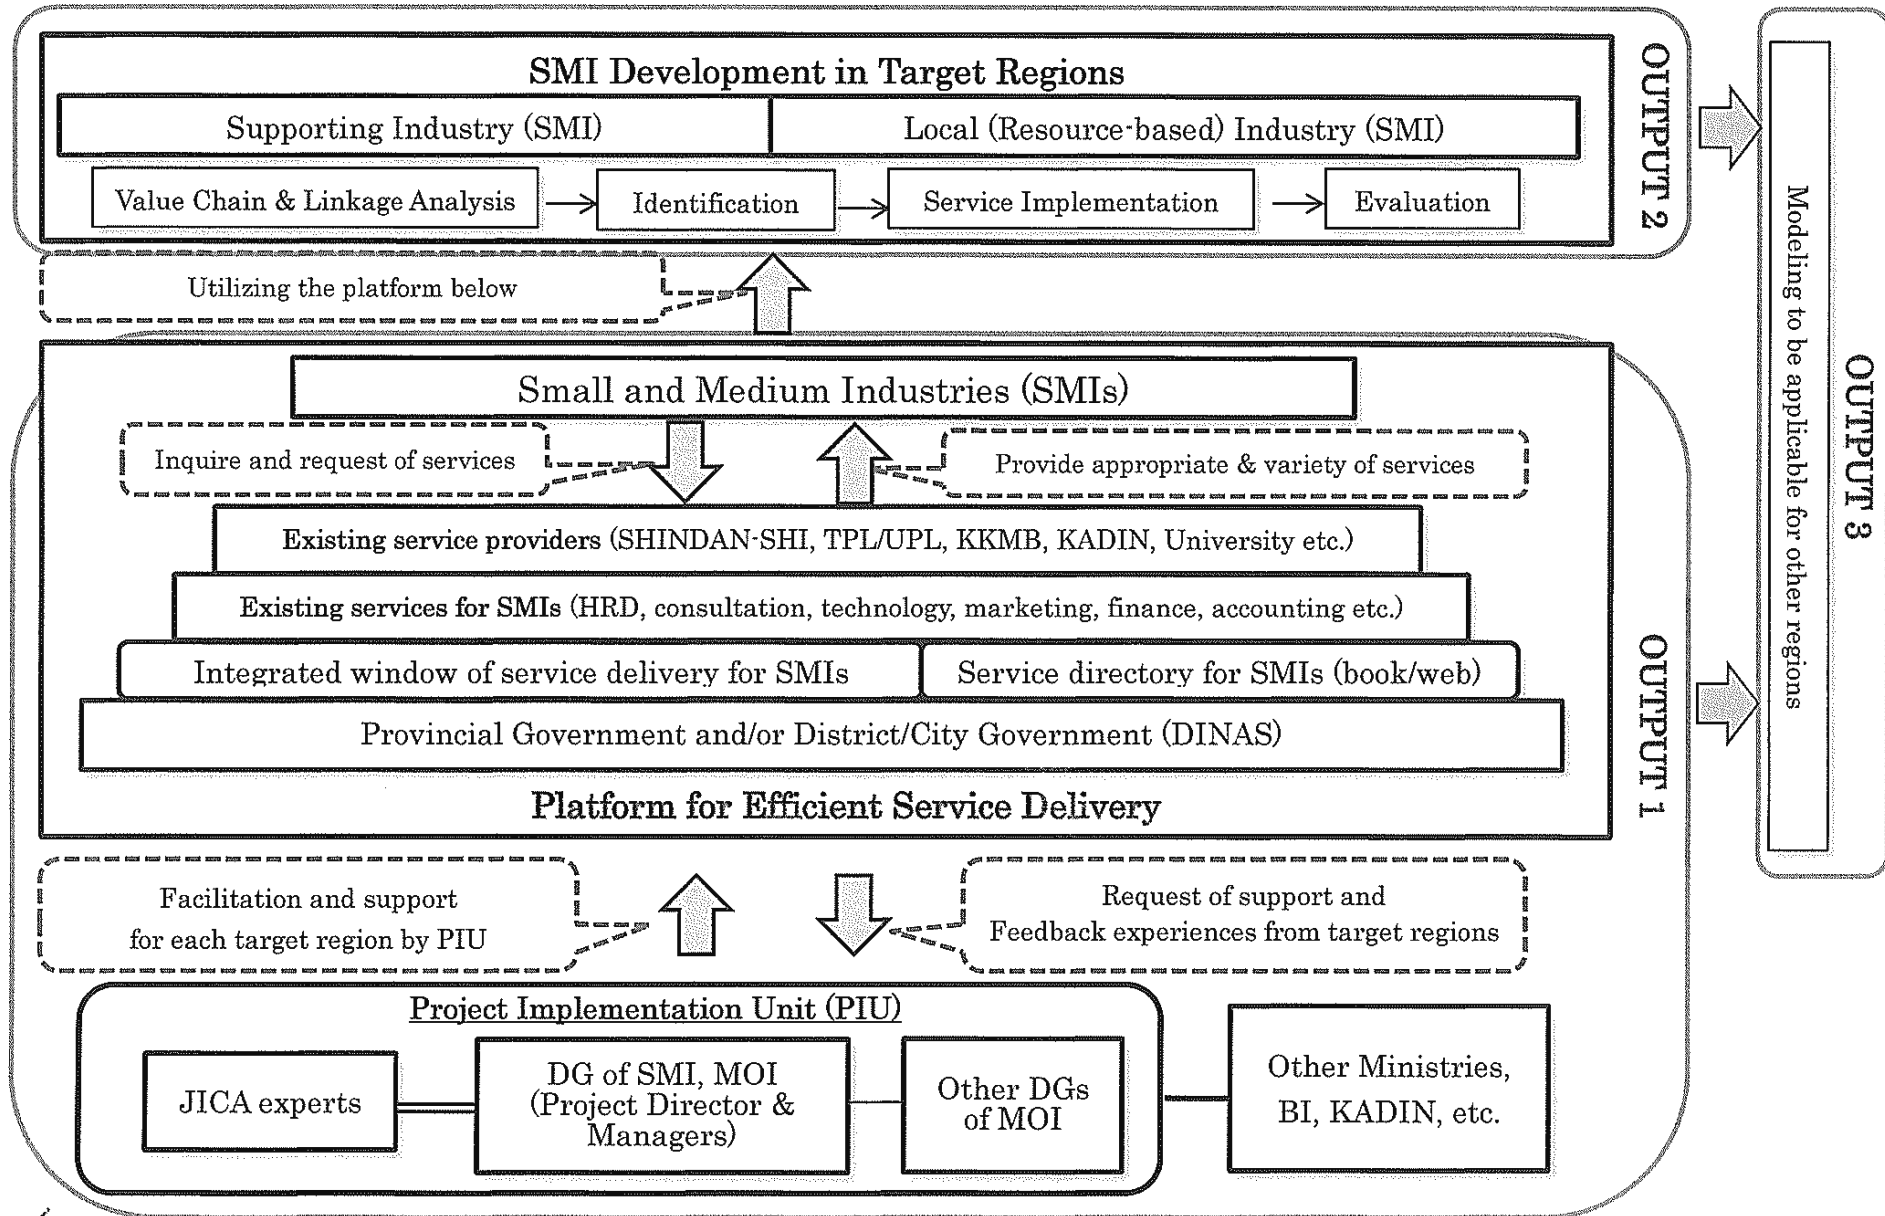 SMI Development in Target Regions
Supporting Industry (SMI)
Local (Resource-based) Industry (SMI)
Value Chain & Linkage Analysis
Identification
Service Implementation
Evaluation
OUTPUT 2
Utilizing the platform below
Small and Medium Industries (SMIs)
Inquire and request of services
Provide appropriate & variety of services
Existing service providers (SHINDAN-SHI, TPL/UPL, KKMB, KADIN, University etc.)
Existing services for SMIs (HRD, consultation, technology, marketing, finance, accounting etc.)
Integrated window of service delivery for SMIs
Service directory for SMIs (book/web)
Provincial Government and/or District/City Government (DINAS)
Platform for Efficient Service Delivery
OUTPUT 1
Modeling to be applicable for other regions
OUTPUT 3
Facilitation and support
for each target region by PIU
Request of support and
Feedback experiences from target regions
Project Implementation Unit (PIU)
JICA experts
DG of SMI, MOI
(Project Director &
Managers)
Other DGs
of MOI
Other Ministries,
BI, KADIN, etc.